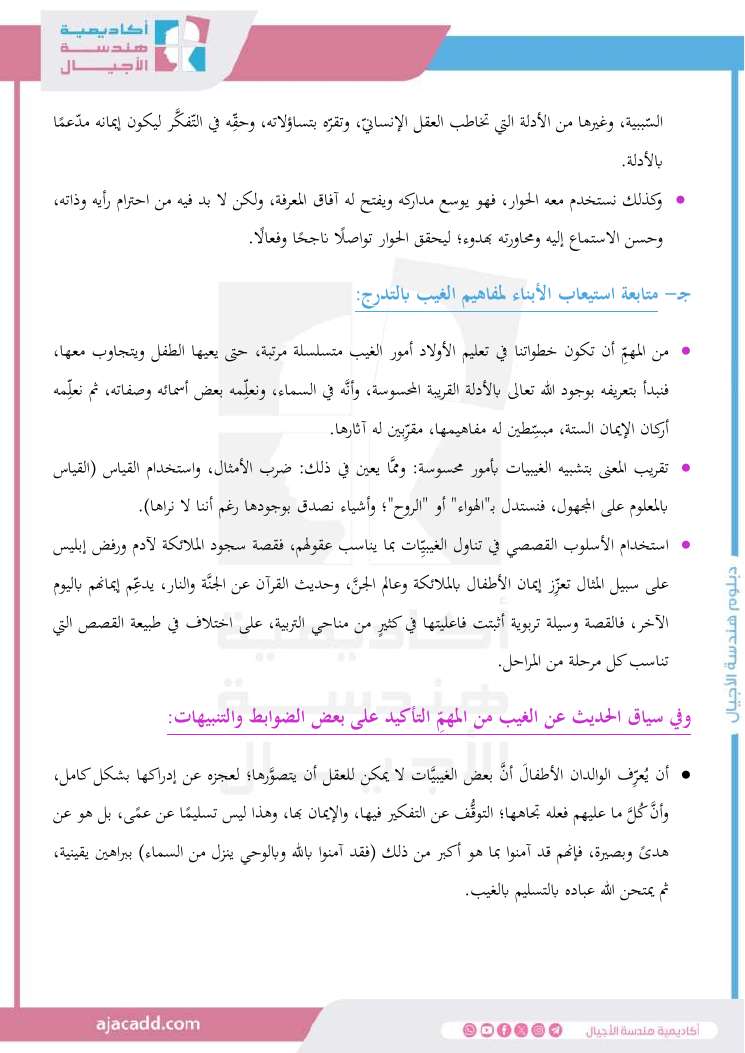 أكاديمية
هندسة
الأجيال
السّببية، وغيرها من الأدلة التي تخاطب العقل الإنسانيّ، وتقرّه بتساؤلاته، وحقِّه في التّفكَّر ليكون إيمانه مدّعمًا
بالأدلة.
• وكذلك نستخدم معه الحوار، فهو يوسع مداركه ويفتح له آفاق المعرفة، ولكن لا بد فيه من احترام رأيه وذاته،
وحسن الاستماع إليه ومحاورته بهدوء؛ ليحقق الحوار تواصلًا ناجحًا وفعالًا.
جـ- متابعة استيعاب الأبناء لمفاهيم الغيب بالتدرج:
• من المهمّ أن تكون خطواتنا في تعليم الأولاد أمور الغيب متسلسلة مرتبة، حتى يعيها الطفل ويتجاوب معها،
فنبدأ بتعريفه بوجود الله تعالى بالأدلة القريبة المحسوسة، وأنَّه في السماء، ونعلِّمه بعض أسمائه وصفاته، ثم نعلِّمه
أركان الإيمان الستة، مبسِّطين له مفاهيمها، مقرّبين له آثارها.
• تقريب المعنى بتشبيه الغيبيات بأمور محسوسة: وممَّا يعين في ذلك: ضرب الأمثال، واستخدام القياس (القياس
بالمعلوم على المجهول، فنستدل بـ"الهواء" أو "الروح"؛ وأشياء نصدق بوجودها رغم أننا لا نراها).
• استخدام الأسلوب القصصي في تناول الغيبيّات بما يناسب عقولهم، فقصة سجود الملائكة لآدم ورفض إبليس
على سبيل المثال تعزّز إيمان الأطفال بالملائكة وعالم الجنّ، وحديث القرآن عن الجنَّة والنار، يدعّم إيمانهم باليوم
الآخر، فالقصة وسيلة تربوية أثبتت فاعليتها في كثيرٍ من مناحي التربية، على اختلاف في طبيعة القصص التي
تناسب كل مرحلة من المراحل.
وفي سياق الحديث عن الغيب من المهمّ التأكيد على بعض الضوابط والتنبيهات:
• أن يُعرّف الوالدان الأطفالَ أنَّ بعض الغيبيَّات لا يمكن للعقل أن يتصوَّرها؛ لعجزه عن إدراكها بشكل كامل،
وأنَّ كُلَّ ما عليهم فعله تجاهها؛ التوقُّف عن التفكير فيها، والإيمان بها، وهذا ليس تسليمًا عن عمًى، بل هو عن
هدىً وبصيرة، فإنهم قد آمنوا بما هو أكبر من ذلك (فقد آمنوا بالله وبالوحي ينزل من السماء) ببراهين يقينية،
ثم يمتحن الله عباده بالتسليم بالغيب.
دبلوم هندسة الأجيال
أكاديمية هندسة الأجيال
ajacadd.com